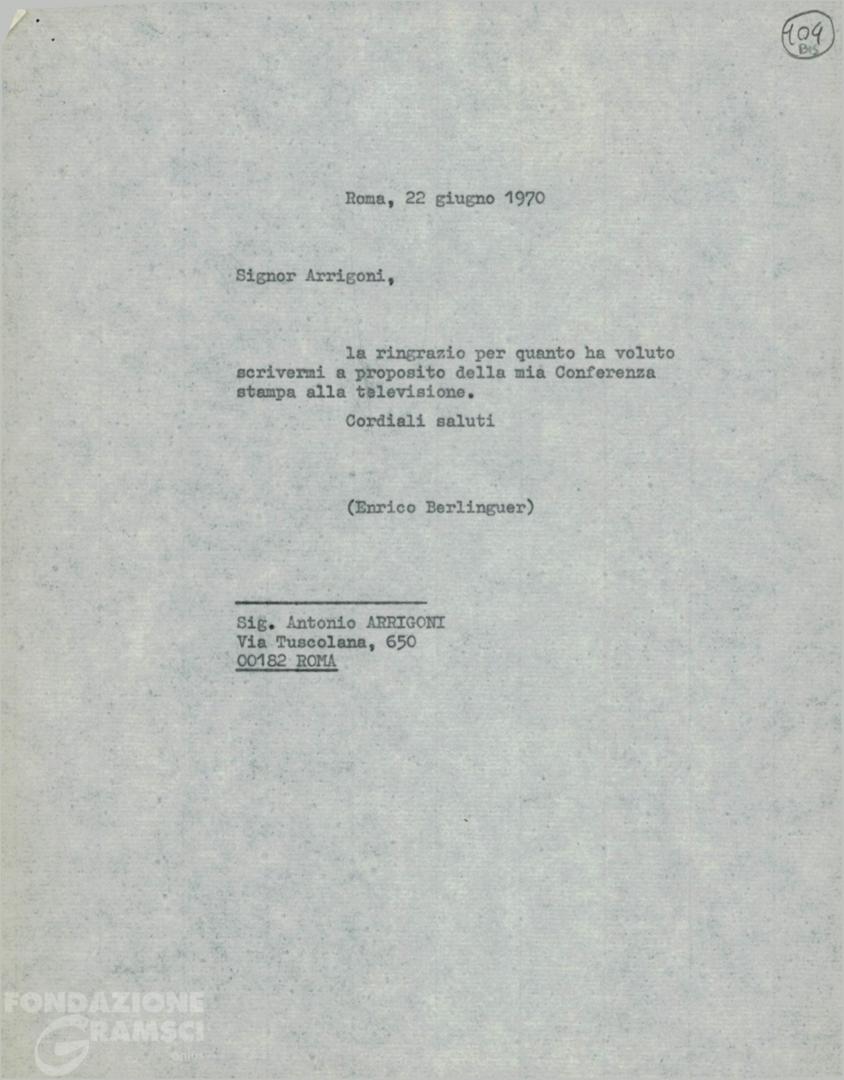 109
BIS
Roma, 22 giugno 1970
Signor Arrigoni,
la ringrazio per quanto ha voluto
scrivermi a proposito della mia Conferenza
stampa alla televisione.
Cordiali saluti
(Enrico Berlinguer)
Sig. Antonio ARRIGONI
Via Tuscolana, 650
00182 ROMA
FONDAZIONE
GRAMSCI
onlus